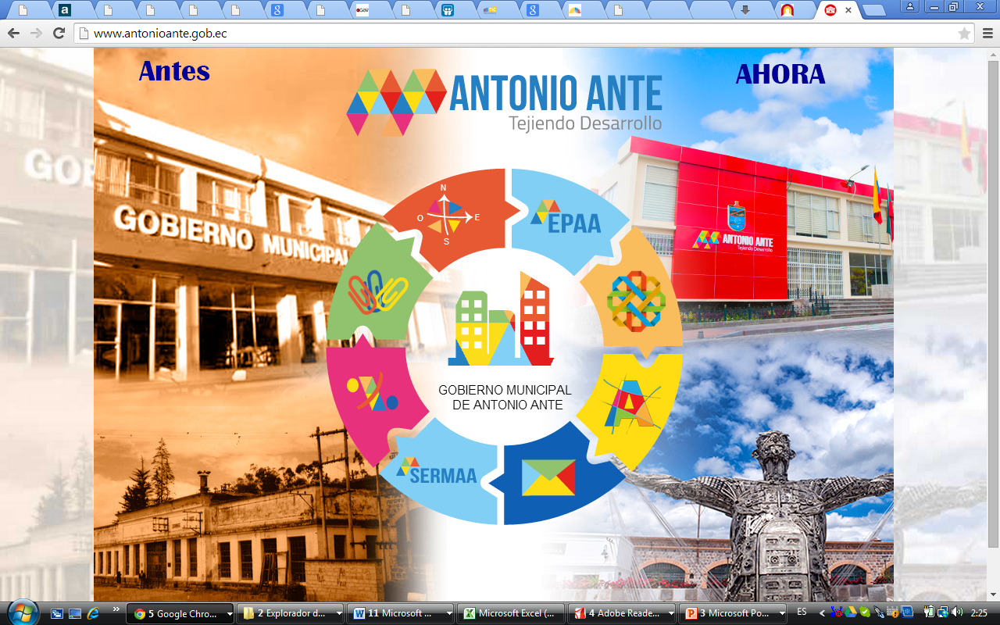 www.antonioante.gob.ec
Antes
ANTONIO ANTE
Tejiendo Desarrollo
AHORA
GOBIERNO MUNICIPAL
N
O
E
S
EPAA
ANTONIO ANTE
Tejiendo Desarrollo
GOBIERNO MUNICIPAL
DE ANTONIO ANTE
SERMAA
5 Google Chro...
2 Explorador d...
11 Microsoft ...
Microsoft Excel (...
4 Adobe Reade...
3 Microsoft Po...
ES
2:25